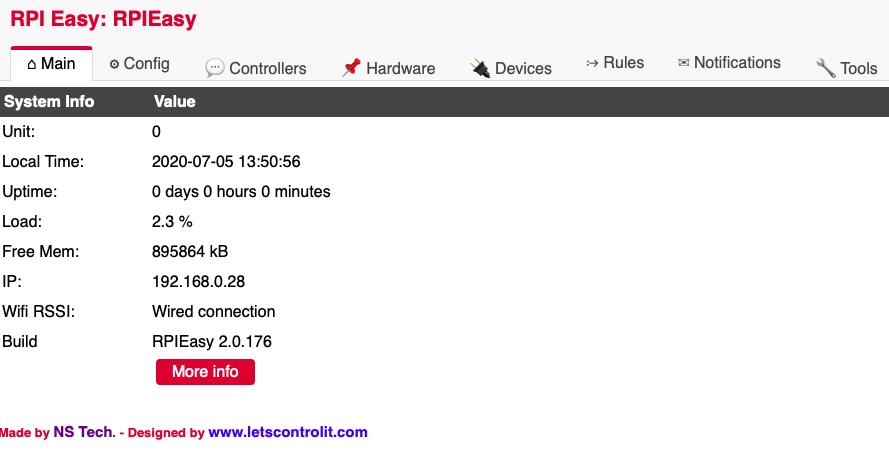 RPI Easy: RPIEasy
⌂ Main ⚙ Config 💬 Controllers 📌 Hardware 🔌 Devices ↦ Rules ✉ Notifications 🔧 Tools
System Info Value
Unit: 0
Local Time: 2020-07-05 13:50:56
Uptime: 0 days 0 hours 0 minutes
Load: 2.3 %
Free Mem: 895864 kB
IP: 192.168.0.28
Wifi RSSI: Wired connection
Build RPIEasy 2.0.176
More info
Made by NS Tech. - Designed by www.letscontrolit.com